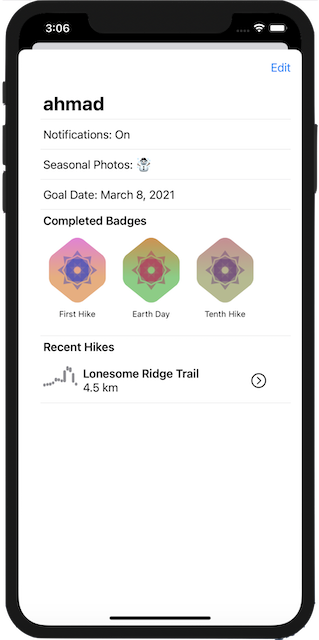 3:06
Edit
ahmad
Notifications: On
Seasonal Photos: ☃️
Goal Date: March 8, 2021
Completed Badges
First Hike Earth Day Tenth Hike
Recent Hikes
Lonesome Ridge Trail
4.5 km